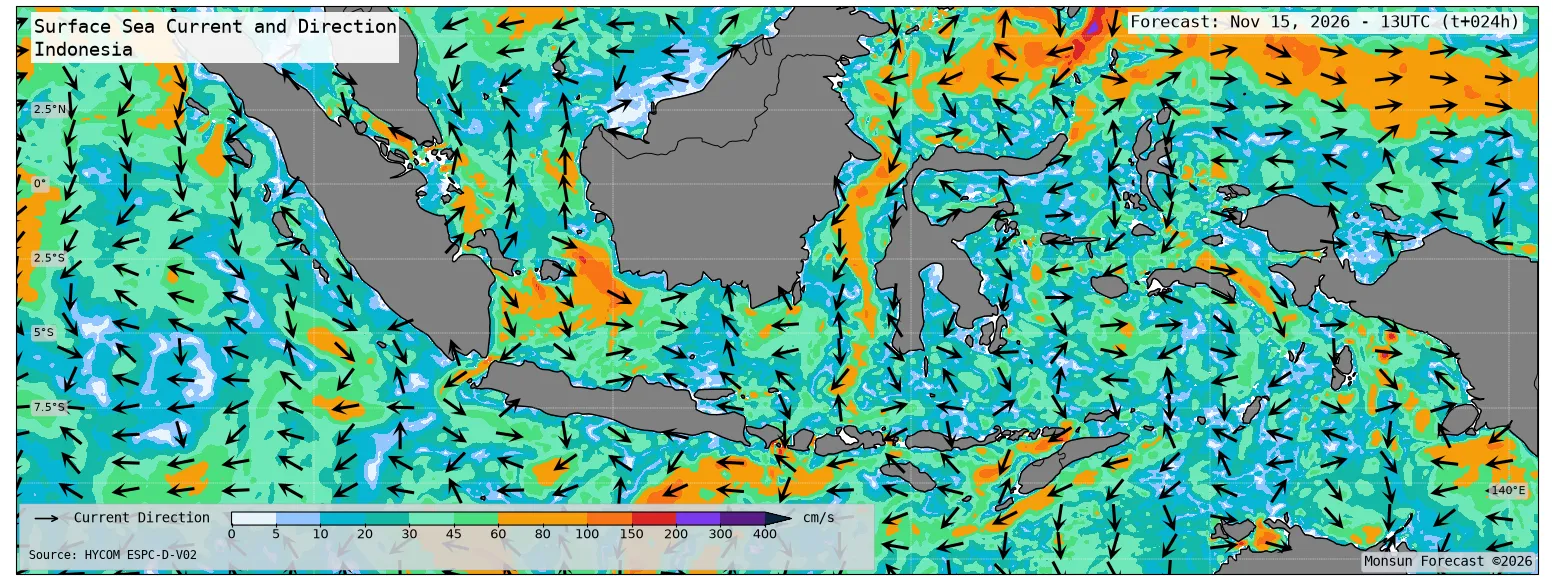 Surface Sea Current and Direction
Indonesia
Forecast: Nov 15, 2026 - 13UTC (t+024h)
2.5°N
0°
2.5°S
5°S
7.5°S
140°E
Current Direction
0 5 10 20 30 45 60 80 100 150 200 300 400 cm/s
Source: HYCOM ESPC-D-V02
Monsun Forecast ©2026